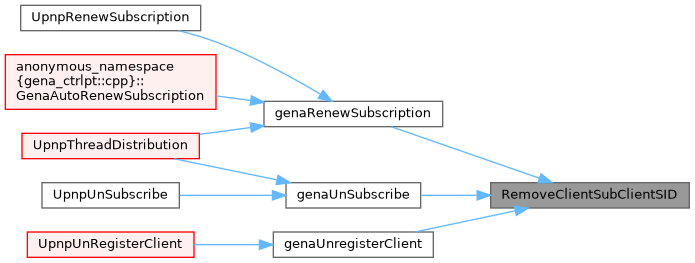 UpnpRenewSubscription
anonymous_namespace
{gena_ctrlpt::cpp}::
GenaAutoRenewSubscription
genaRenewSubscription
UpnpThreadDistribution
UpnpUnSubscribe
genaUnSubscribe
RemoveClientSubClientSID
UpnpUnRegisterClient
genaUnregisterClient